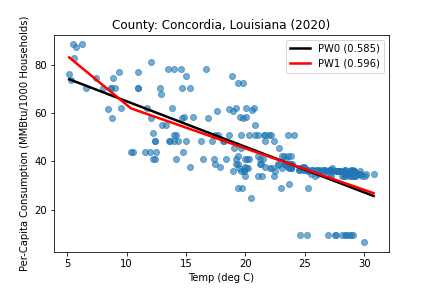 County: Concordia, Louisiana (2020)
Per-Capita Consumption (MMBtu/1000 Households)
PW0 (0.585)
PW1 (0.596)
80
60
40
20
5 10 15 20 25 30
Temp (deg C)